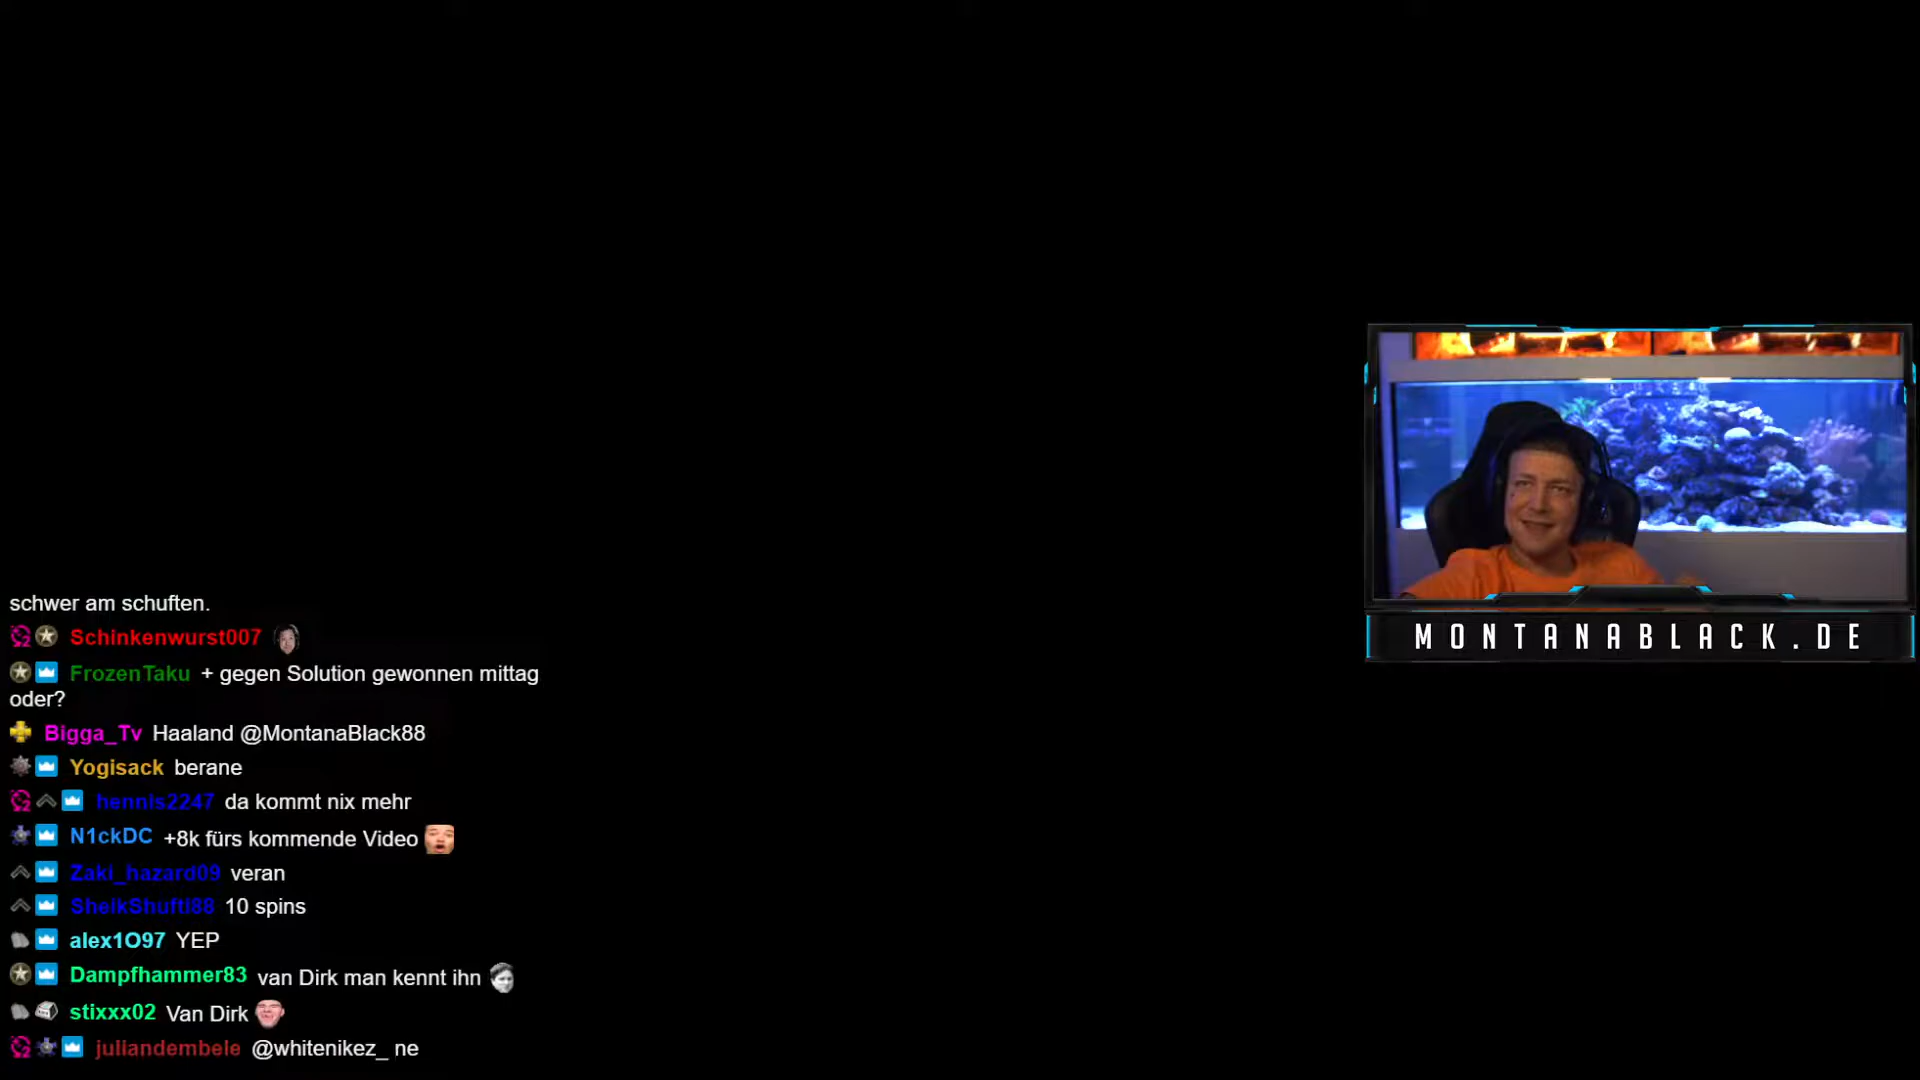 schwer am schuften.
Schinkenwurst007
FrozenTaku + gegen Solution gewonnen mittag
oder?
Bigga_Tv Haaland @MontanaBlack88
Yogisack berane
hennis2247 da kommt nix mehr
N1ckDC +8k fürs kommende Video
Zaki_hazard09 veran
SheikShufti88 10 spins
alex1O97 YEP
Dampfhammer83 van Dirk man kennt ihn
stixxx02 Van Dirk
juliandembele @whitenikez_ ne
MONTANABLACK.DE